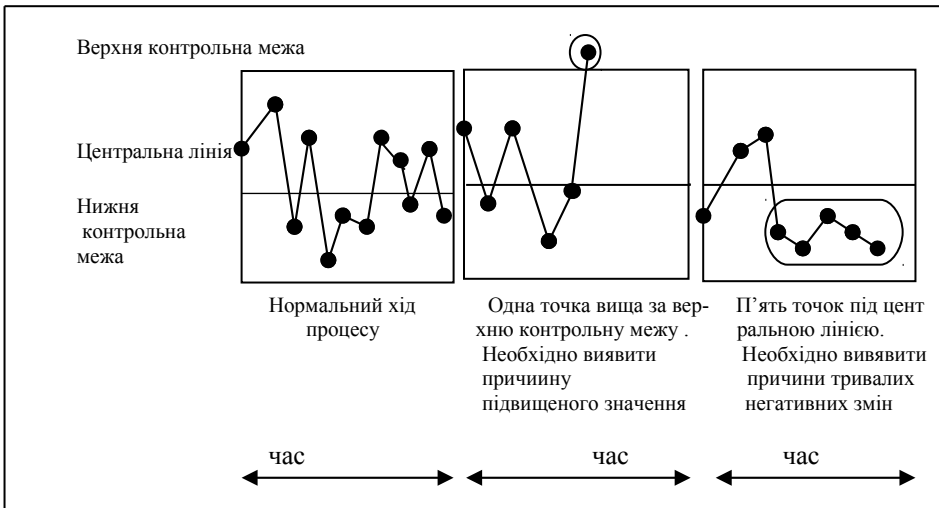 Верхня контрольна межа
Центральна лінія
Нижня
контрольна
межа
Нормальний хід
процесу
Одна точка вища за вер-
хню контрольну межу .
Необхідно виявити
причиину
підвищеного значення
П’ять точок під цент
ральною лінією.
Необхідно вивявити
причини тривалих
негативних змін
час
час
час